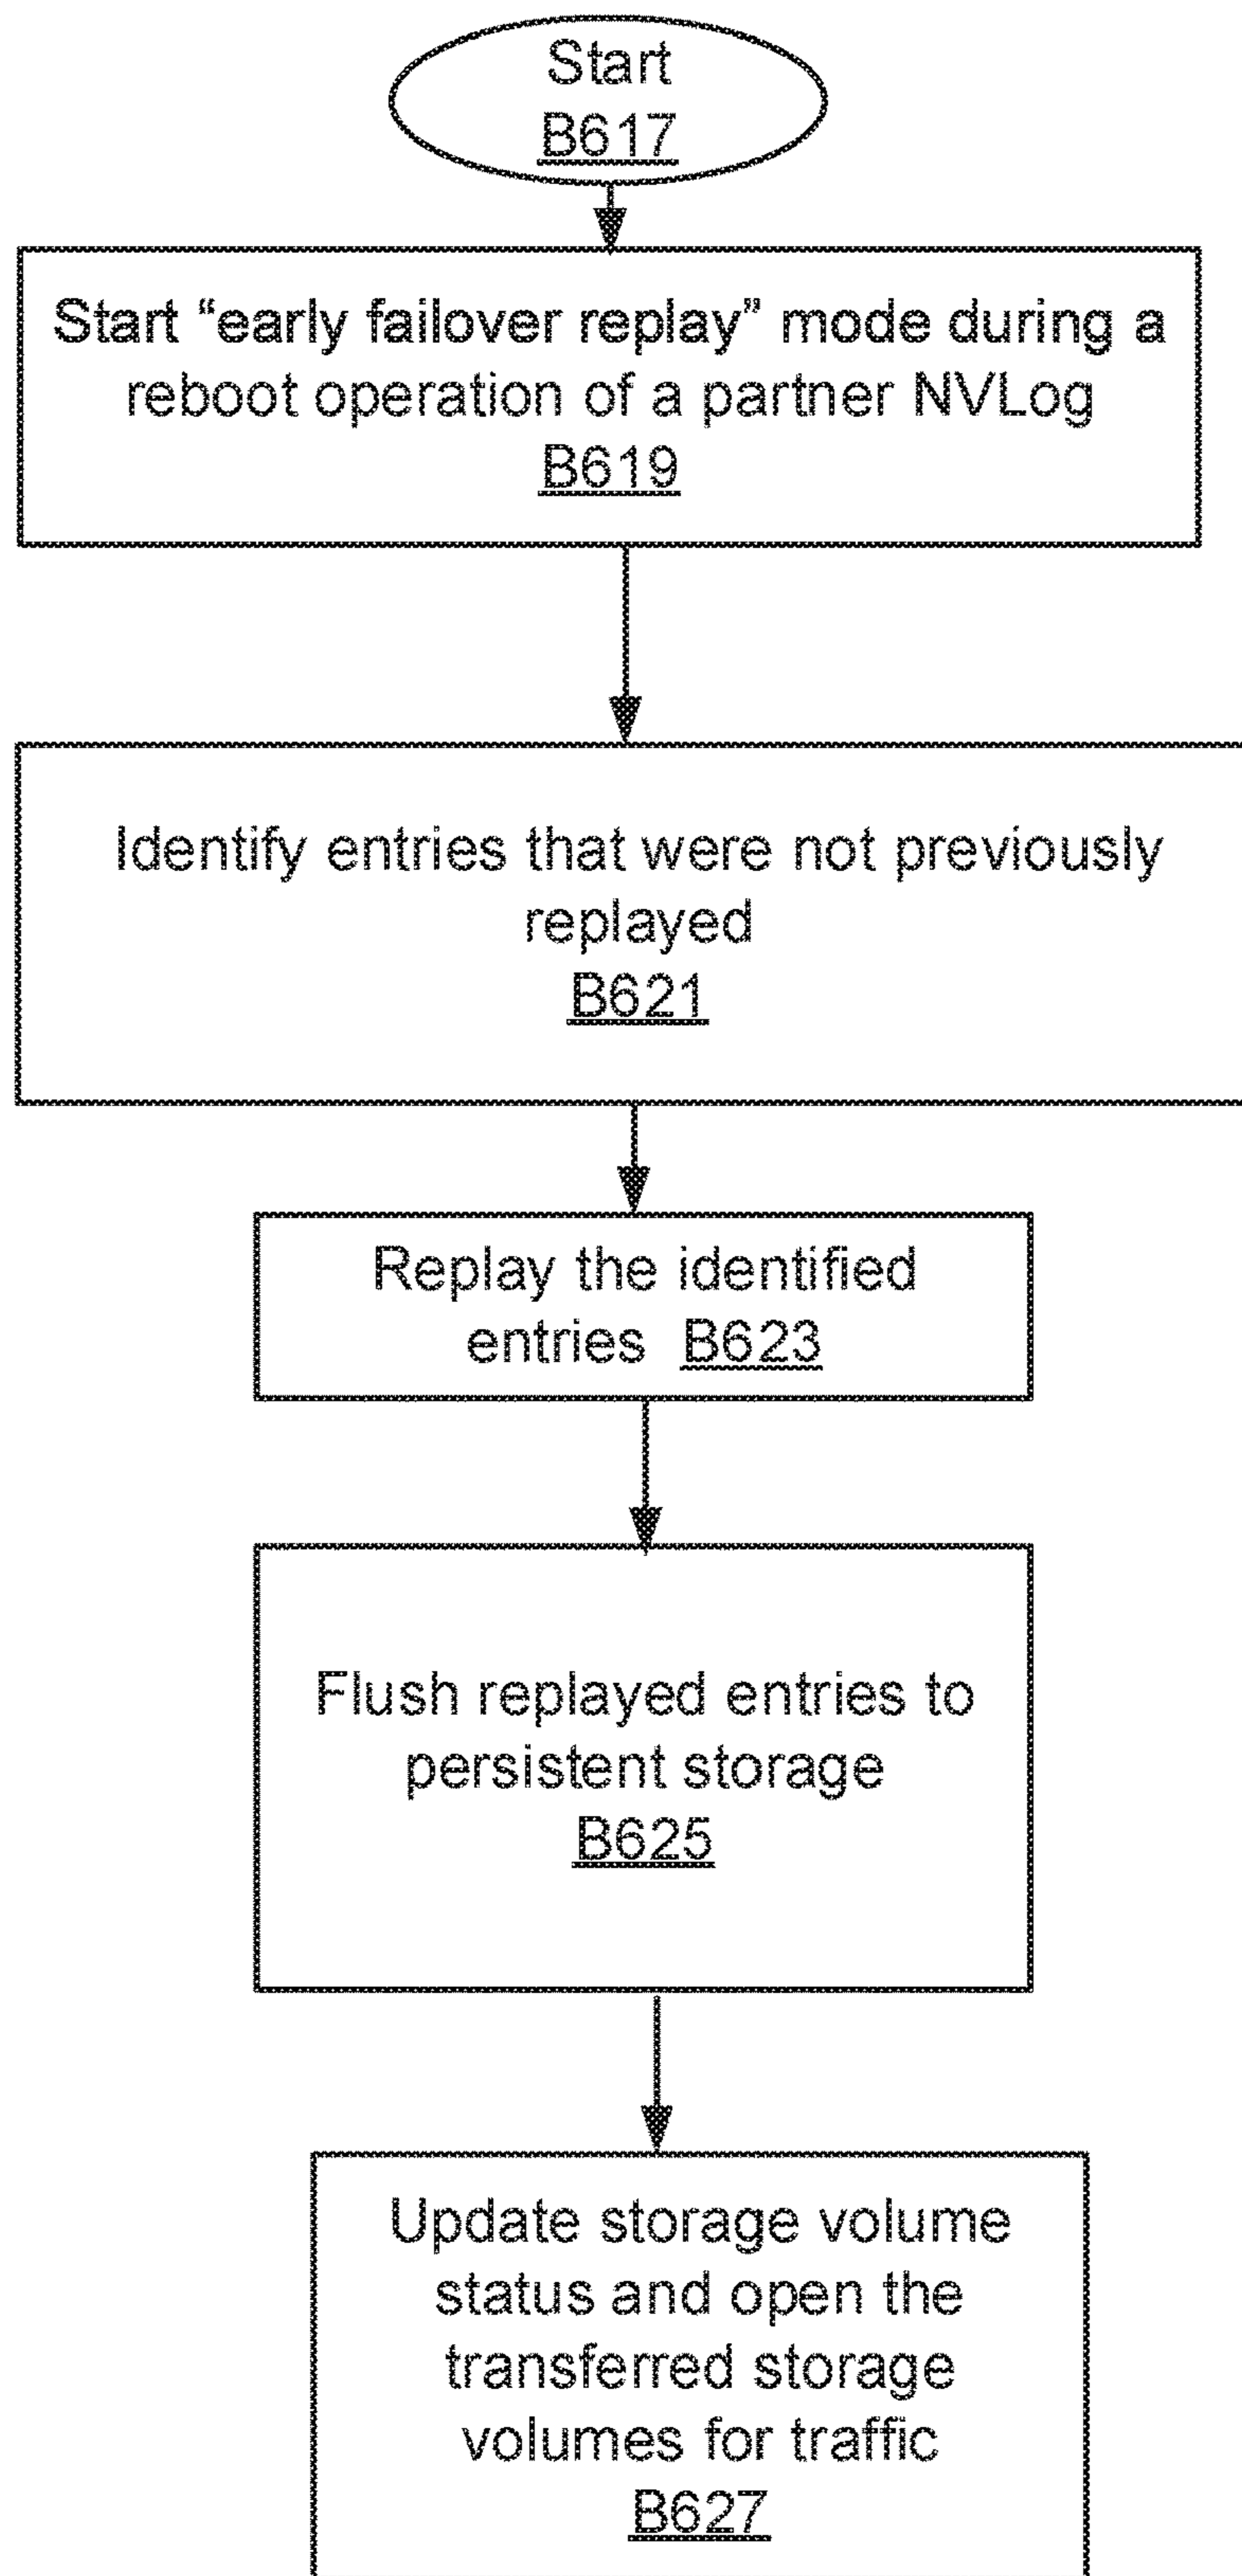 Start
B617
Start “early failover replay” mode during a
reboot operation of a partner NVLog
B619
Identify entries that were not previously
replayed
B621
Replay the identified
entries B623
Flush replayed entries to
persistent storage
B625
Update storage volume
status and open the
transferred storage
volumes for traffic
B627